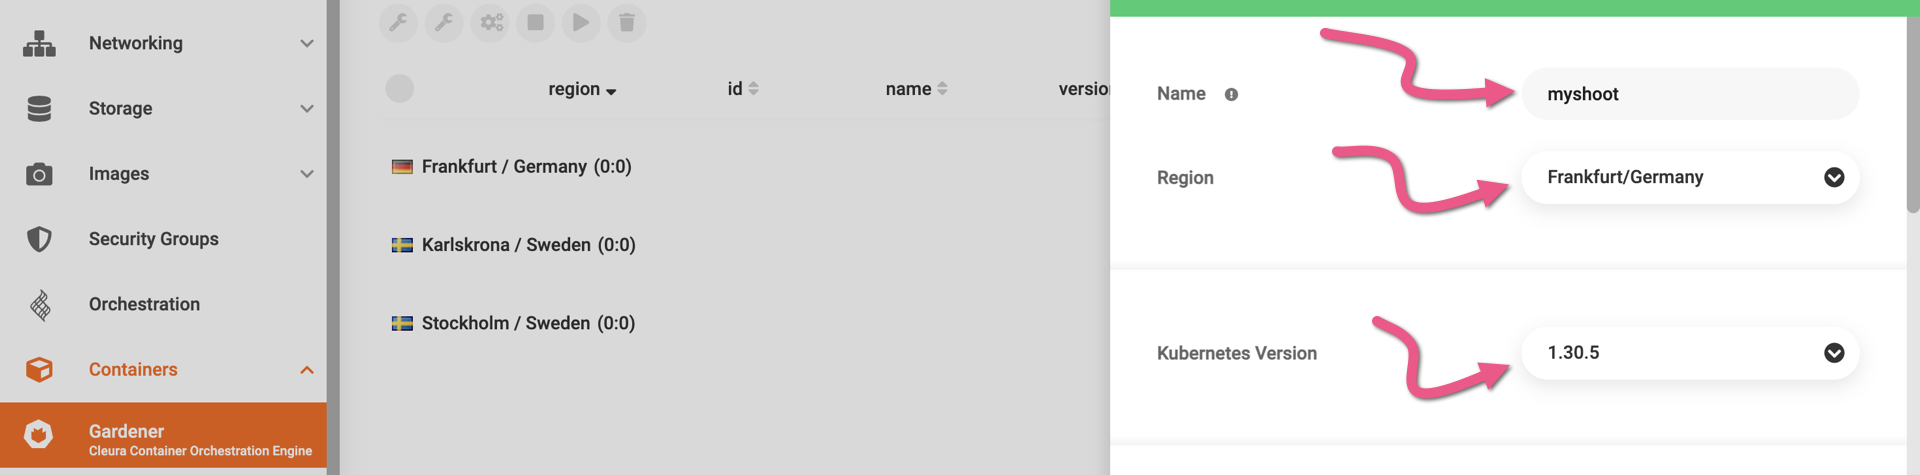 Networking
Storage
Images
Security Groups
Orchestration
Containers
Gardener
Cleura Container Orchestration Engine
region id name versio
Frankfurt / Germany (0:0)
Karlskrona / Sweden (0:0)
Stockholm / Sweden (0:0)
Name myshoot
Region Frankfurt/Germany
Kubernetes Version 1.30.5